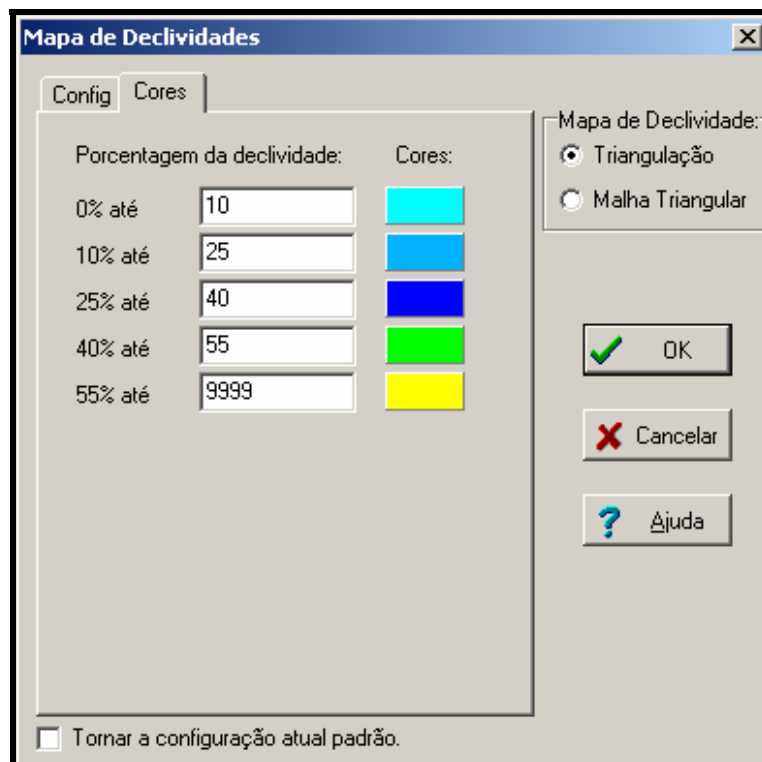 Mapa de Declividades
Config Cores
Porcentagem da declividade: Cores:
0% até 10
10% até 25
25% até 40
40% até 55
55% até 9999
Mapa de Declividade:
Triangulação
Malha Triangular
OK
Cancelar
? Ajuda
Tornar a configuração atual padrão.